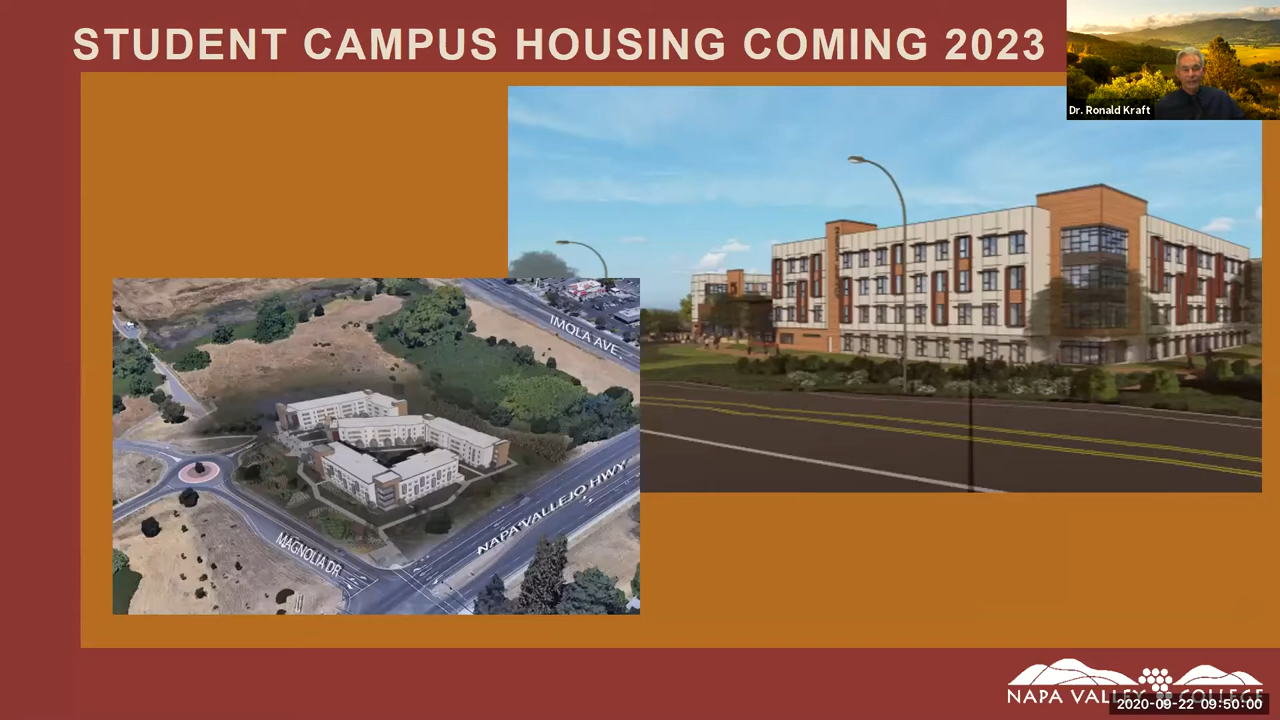 STUDENT CAMPUS HOUSING COMING 2023
Dr. Ronald Kraft
IMOLA AVE
NAPA VALLEJO HWY
MAGNOLIA DR
NAPA VALLEY COLLEGE
2020-09-22 09:50:00